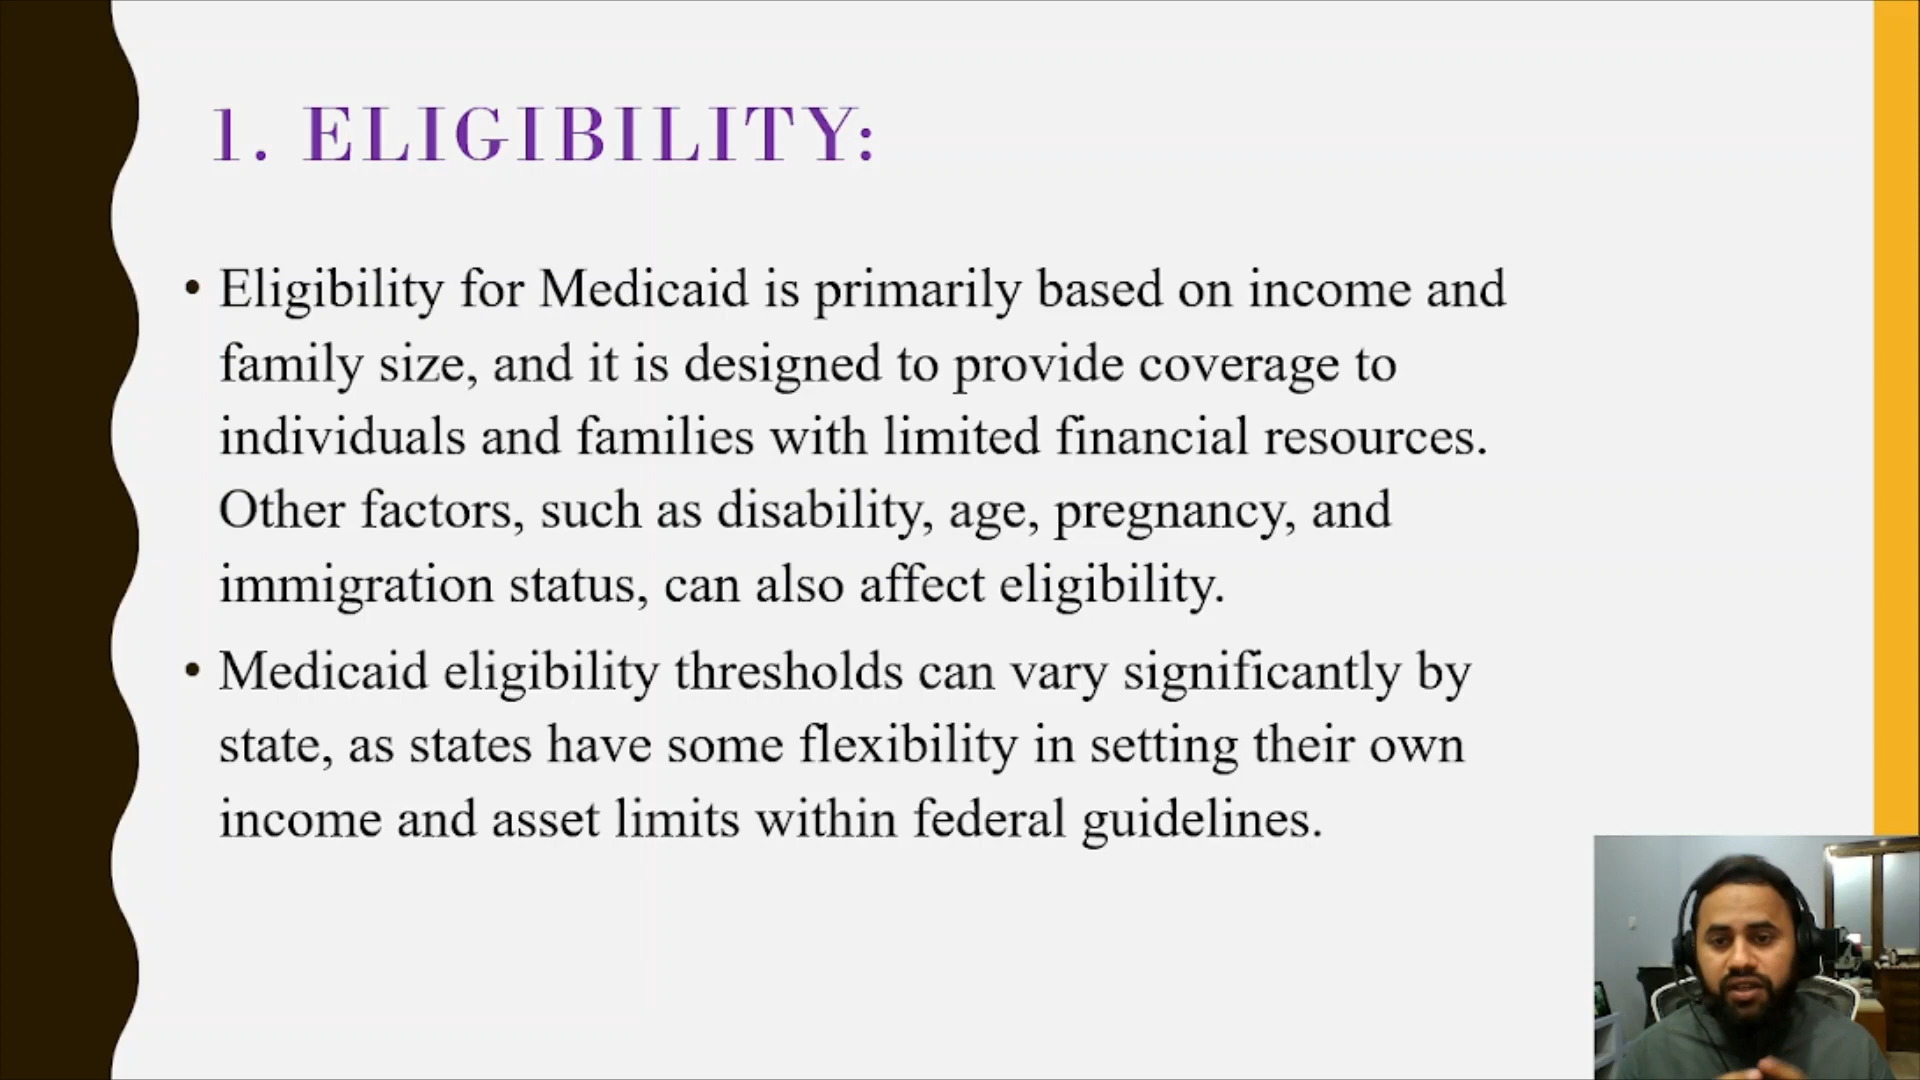 1. ELIGIBILITY:
• Eligibility for Medicaid is primarily based on income and
family size, and it is designed to provide coverage to
individuals and families with limited financial resources.
Other factors, such as disability, age, pregnancy, and
immigration status, can also affect eligibility.
• Medicaid eligibility thresholds can vary significantly by
state, as states have some flexibility in setting their own
income and asset limits within federal guidelines.